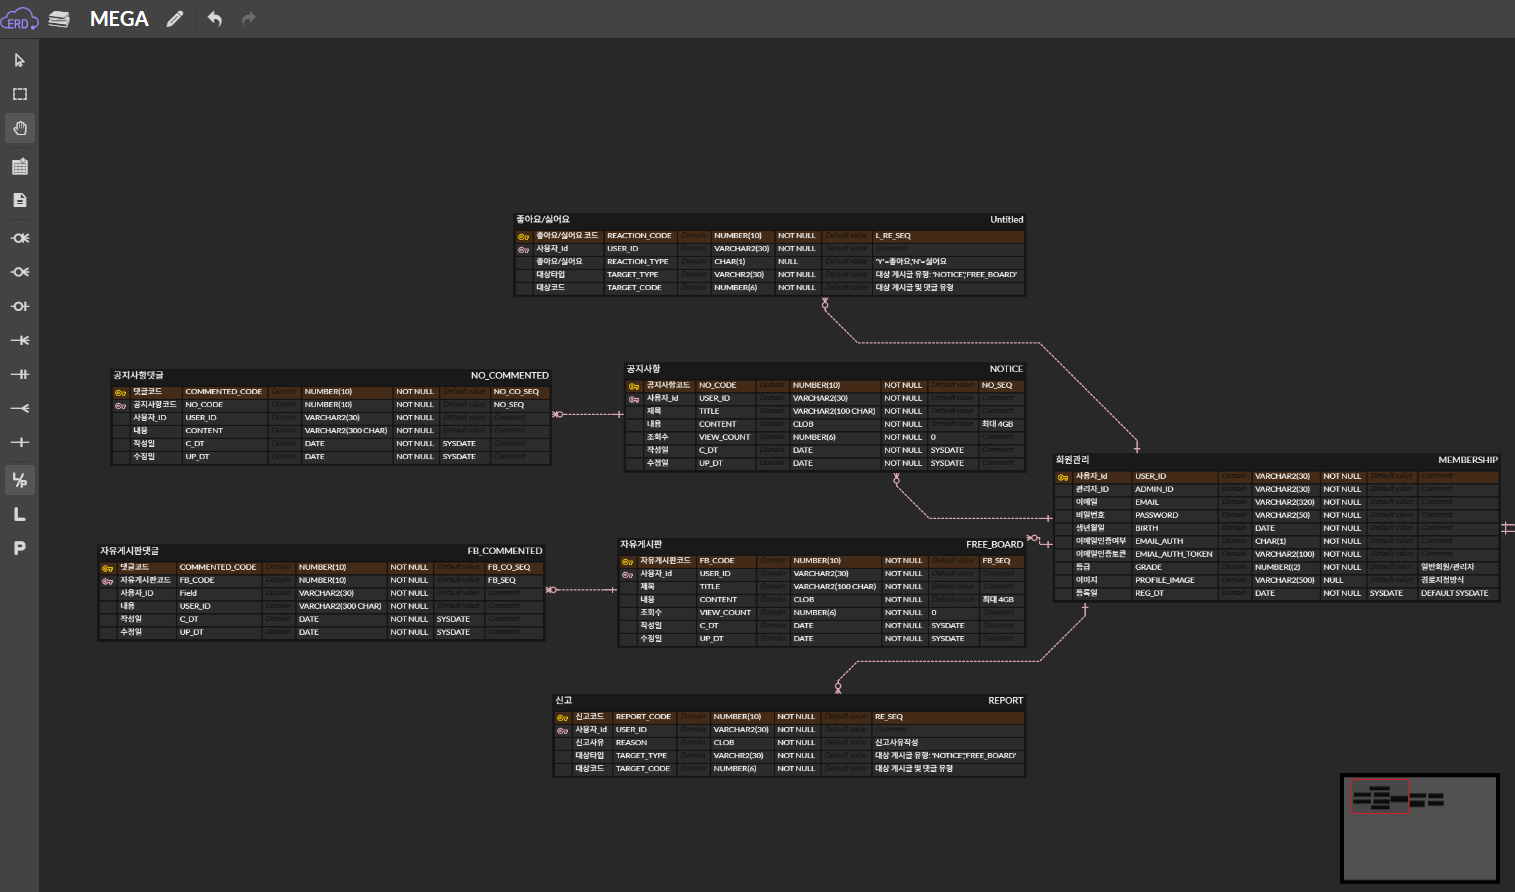 ERD
MEGA
L/P
L
P
좋아요/싫어요 Untitled
좋아요/싫어요 코드 REACTION_CODE Domain NUMBER(10) NOT NULL Default value L_RE_SEQ
사용자_Id USER_ID Domain VARCHAR2(30) NOT NULL Default value Comment
좋아요/싫어요 REACTION_TYPE Domain CHAR(1) NULL Default value 'Y'=좋아요,'N'=싫어요
대상타입 TARGET_TYPE Domain VARCHR2(30) NOT NULL Default value 대상 게시글 유형: 'NOTICE','FREE_BOARD'
대상코드 TARGET_CODE Domain NUMBER(6) NOT NULL Default value 대상 게시글 및 댓글 유형
공지사항댓글 NO_COMMENTED
댓글코드 COMMENTED_CODE Domain NUMBER(10) NOT NULL Default value NO_CO_SEQ
공지사항코드 NO_CODE Domain NUMBER(10) NOT NULL Default value NO_SEQ
사용자_ID USER_ID Domain VARCHAR2(30) NOT NULL Default value Comment
내용 CONTENT Domain VARCHAR2(300 CHAR) NOT NULL Default value Comment
작성일 C_DT Domain DATE NOT NULL SYSDATE Comment
수정일 UP_DT Domain DATE NOT NULL SYSDATE Comment
공지사항 NOTICE
공지사항코드 NO_CODE Domain NUMBER(10) NOT NULL Default value NO_SEQ
사용자_Id USER_ID Domain VARCHAR2(30) NOT NULL Default value Comment
제목 TITLE Domain VARCHAR2(100 CHAR) NOT NULL Default value Comment
내용 CONTENT Domain CLOB NOT NULL Default value 최대 4GB
조회수 VIEW_COUNT Domain NUMBER(6) NOT NULL 0 Comment
작성일 C_DT Domain DATE NOT NULL SYSDATE Comment
수정일 UP_DT Domain DATE NOT NULL SYSDATE Comment
회원관리 MEMBERSHIP
사용자_Id USER_ID Domain VARCHAR2(30) NOT NULL Default value Comment
관리자_ID ADMIN_ID Domain VARCHAR2(30) NOT NULL Default value Comment
이메일 EMAIL Domain VARCHAR2(320) NOT NULL Default value Comment
비밀번호 PASSWORD Domain VARCHAR2(50) NOT NULL Default value Comment
생년월일 BIRTH Domain DATE NOT NULL Default value Comment
이메일인증여부 EMAIL_AUTH Domain CHAR(1) NOT NULL Default value Comment
이메일인증토큰 EMIAL_AUTH_TOKEN Domain VARCHAR2(100) NOT NULL Default value Comment
등급 GRADE Domain NUMBER(2) NOT NULL Default value 일반회원/관리자
이미지 PROFILE_IMAGE Domain VARCHAR2(500) NULL Default value 경로지정방식
등록일 REG_DT Domain DATE NOT NULL SYSDATE DEFAULT SYSDATE
자유게시판댓글 FB_COMMENTED
댓글코드 COMMENTED_CODE Domain NUMBER(10) NOT NULL Default value FB_CO_SEQ
자유게시판코드 FB_CODE Domain NUMBER(10) NOT NULL Default value FB_SEQ
사용자_ID Field Domain VARCHAR2(30) NOT NULL Default value Comment
내용 USER_ID Domain VARCHAR2(300 CHAR) NOT NULL Default value Comment
작성일 C_DT Domain DATE NOT NULL SYSDATE Comment
수정일 UP_DT Domain DATE NOT NULL SYSDATE Comment
자유게시판 FREE_BOARD
자유게시판코드 FB_CODE Domain NUMBER(10) NOT NULL Default value FB_SEQ
사용자_Id USER_ID Domain VARCHAR2(30) NOT NULL Default value Comment
제목 TITLE Domain VARCHAR2(100 CHAR) NOT NULL Default value Comment
내용 CONTENT Domain CLOB NOT NULL Default value 최대 4GB
조회수 VIEW_COUNT Domain NUMBER(6) NOT NULL 0 Comment
작성일 C_DT Domain DATE NOT NULL SYSDATE Comment
수정일 UP_DT Domain DATE NOT NULL SYSDATE Comment
신고 REPORT
신고코드 REPORT_CODE Domain NUMBER(10) NOT NULL Default value RE_SEQ
사용자_Id USER_ID Domain VARCHAR2(30) NOT NULL Default value Comment
신고사유 REASON Domain CLOB NOT NULL Default value 신고사유작성
대상타입 TARGET_TYPE Domain VARCHR2(30) NOT NULL Default value 대상 게시글 유형: 'NOTICE','FREE_BOARD'
대상코드 TARGET_CODE Domain NUMBER(6) NOT NULL Default value 대상 게시글 및 댓글 유형